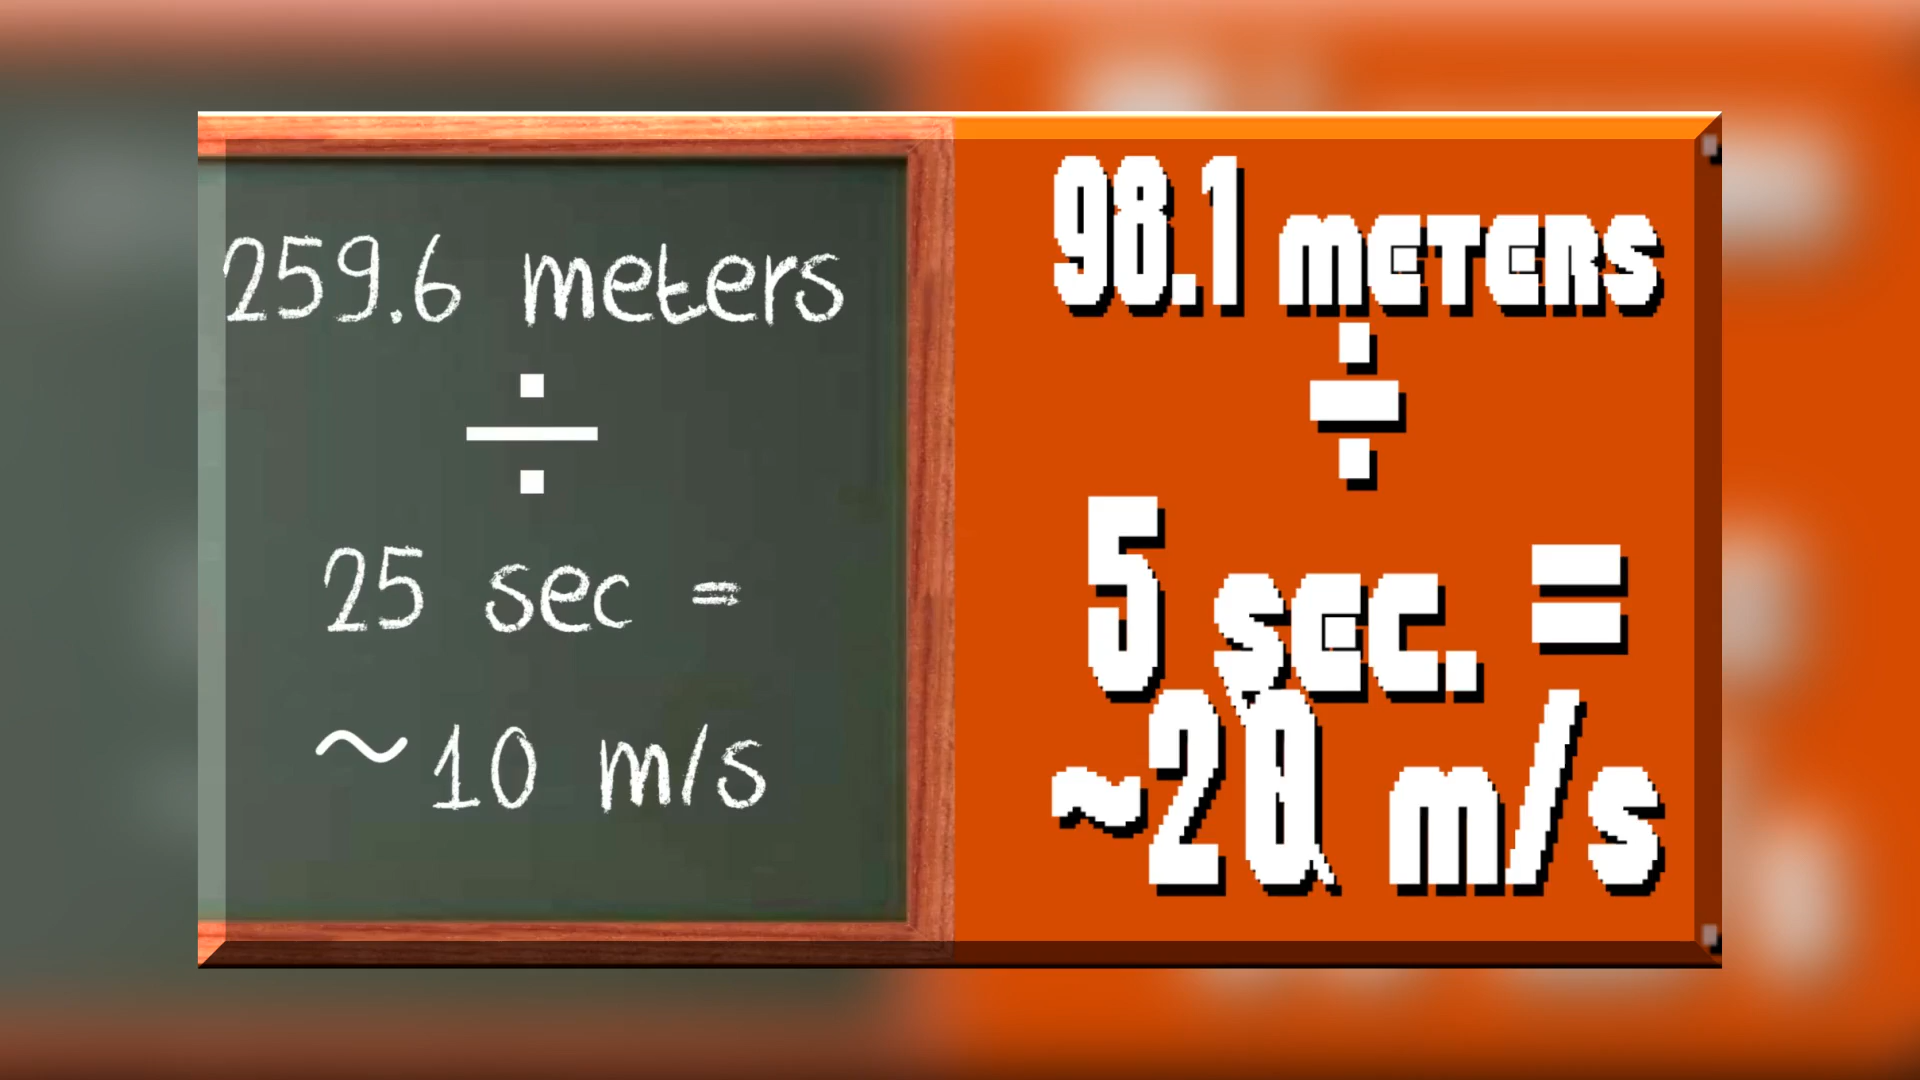 259.6 meters
÷
25 sec =
~10 m/s
98.1 METERS
÷
5 SEC. =
~20 m/s